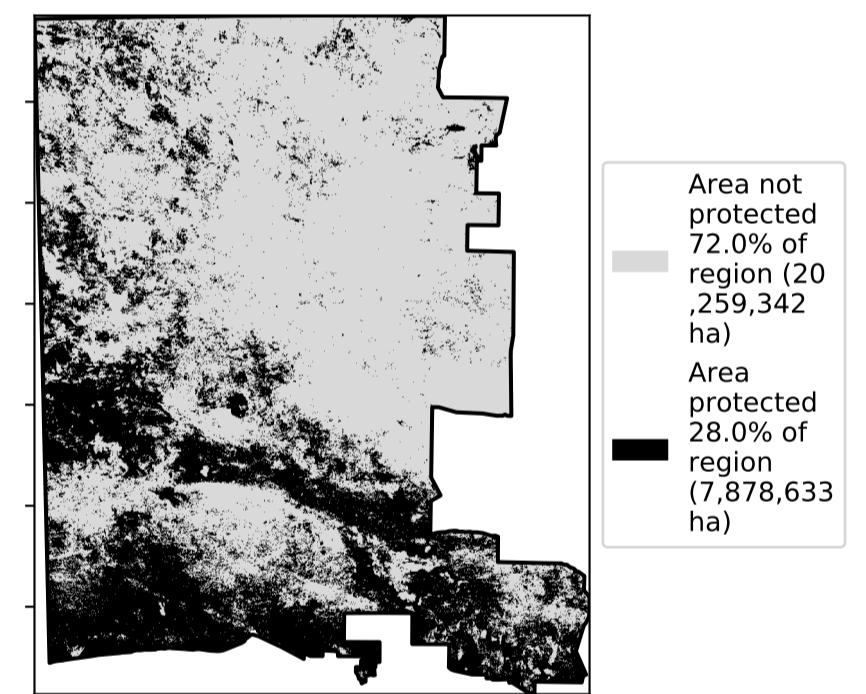 Area not
protected
72.0% of
region (20
,259,342
ha)
Area
protected
28.0% of
region
(7,878,633
ha)